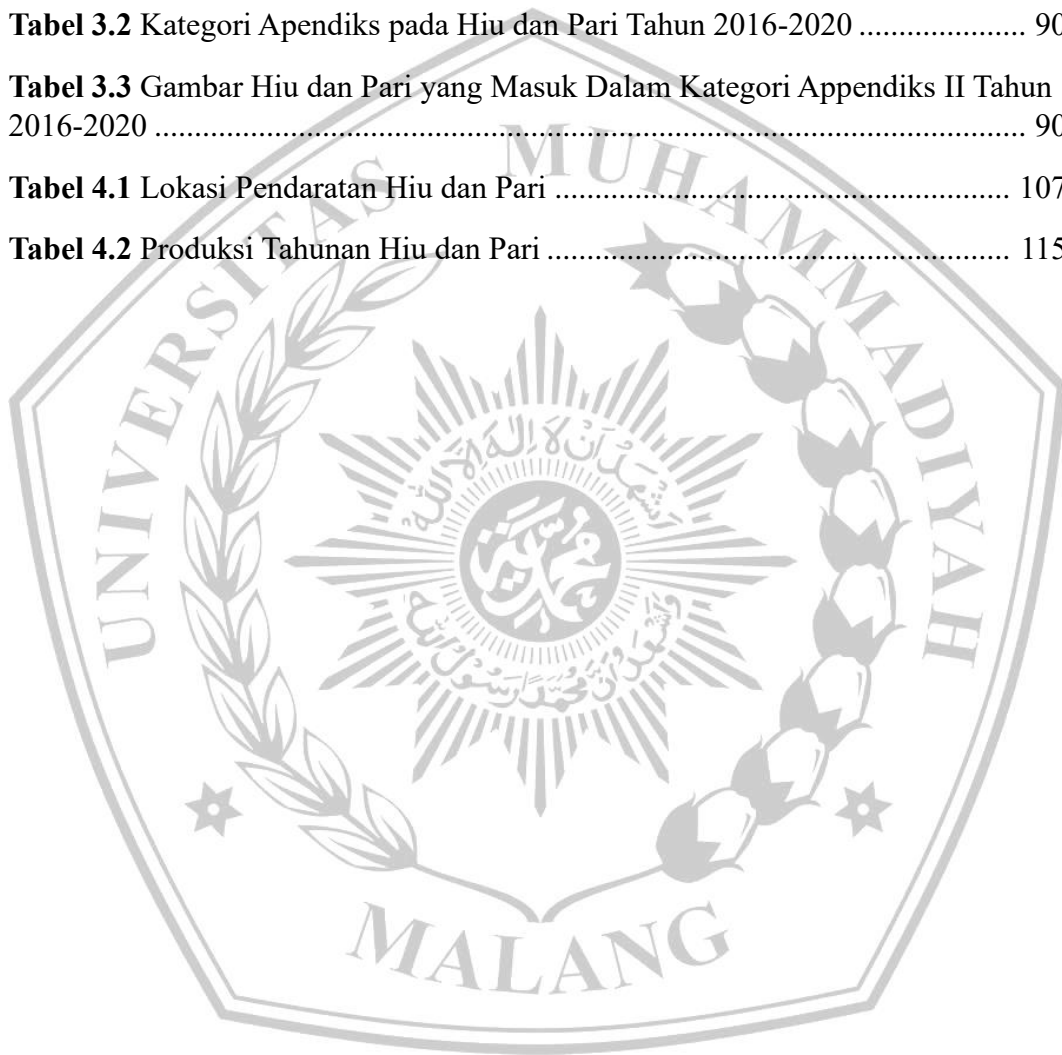 Tabel 3.2 Kategori Apendiks pada Hiu dan Pari Tahun 2016-2020 ..................... 90
Tabel 3.3 Gambar Hiu dan Pari yang Masuk Dalam Kategori Appendiks II Tahun
2016-2020 ............................................................................................................. 90
Tabel 4.1 Lokasi Pendaratan Hiu dan Pari ......................................................... 107
Tabel 4.2 Produksi Tahunan Hiu dan Pari .......................................................... 115
UNIVERSITAS MUHAMMADIYAH
MALANG